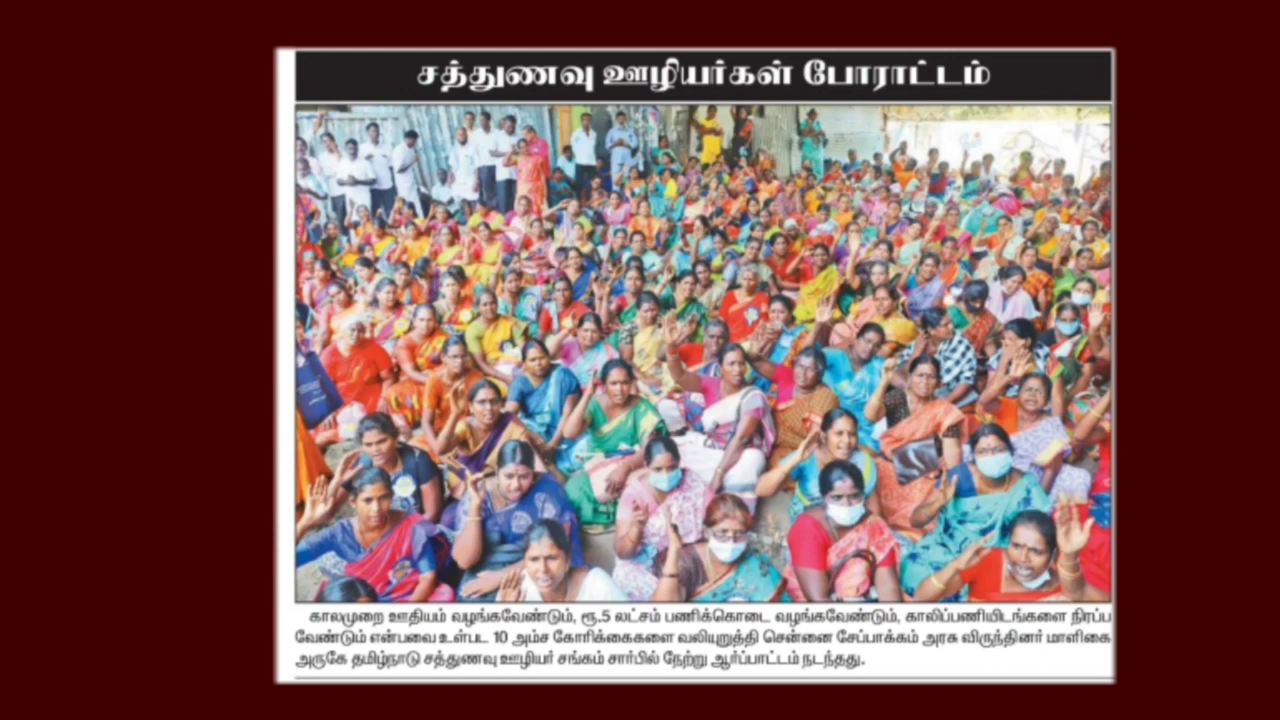 சத்துணவு ஊழியர்கள் போராட்டம்
காலமுறை ஊதியம் வழங்கவேண்டும், ரூ.5 லட்சம் பணிக்கொடை வழங்கவேண்டும், காலிப்பணியிடங்களை நிரப்ப
வேண்டும் என்பவை உள்பட 10 அம்ச கோரிக்கைகளை வலியுறுத்தி சென்னை சேப்பாக்கம் அரசு விருந்தினர் மாளிகை
அருகே தமிழ்நாடு சத்துணவு ஊழியர் சங்கம் சார்பில் நேற்று ஆர்ப்பாட்டம் நடந்தது.